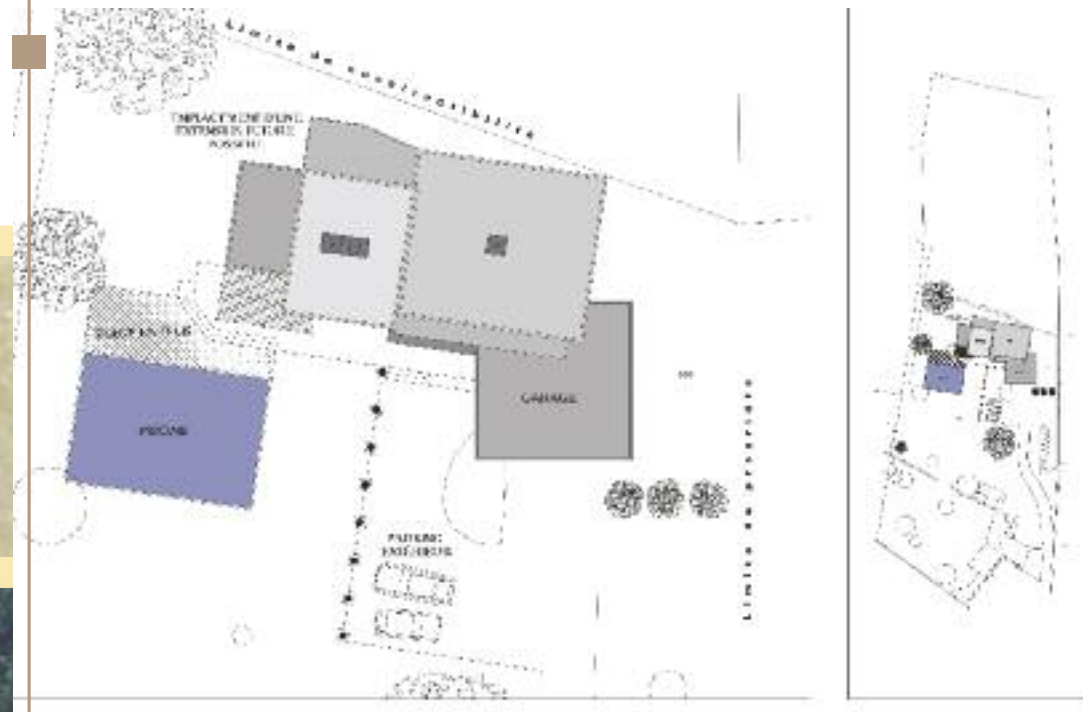 Limite de constructibilité
EMPLACEMENT D'UNE
EXTENSION FUTURE
POSSIBLE
PISCINE
GARAGE
PARKING
EXTÉRIEUR
Limite de propriété